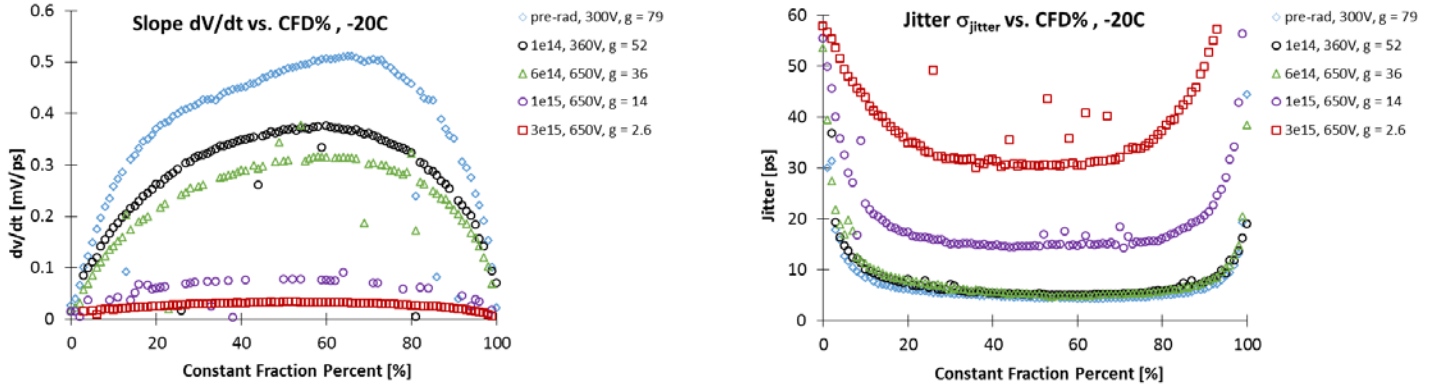 Slope dV/dt vs. CFD% , -20C
dv/dt [mV/ps]
0.6
0.5
0.4
0.3
0.2
0.1
0
0
20
40
60
80
100
Constant Fraction Percent [%]
pre-rad, 300V, g = 79
1e14, 360V, g = 52
6e14, 650V, g = 36
1e15, 650V, g = 14
3e15, 650V, g = 2.6
Jitter σjitter vs. CFD% , -20C
Jitter [ps]
60
50
40
30
20
10
0
0
20
40
60
80
100
Constant Fraction Percent [%]
pre-rad, 300V, g = 79
1e14, 360V, g = 52
6e14, 650V, g = 36
1e15, 650V, g = 14
3e15, 650V, g = 2.6